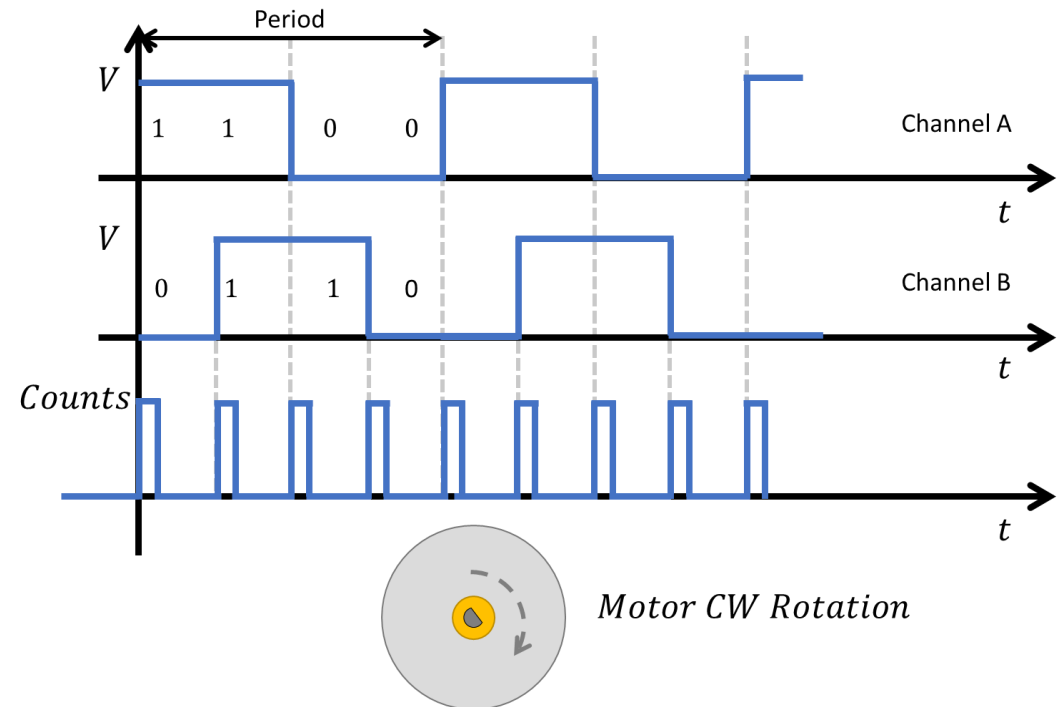 Period
V
1 1 0 0
Channel A
t
V
0 1 1 0
Channel B
t
Counts
t
Motor CW Rotation